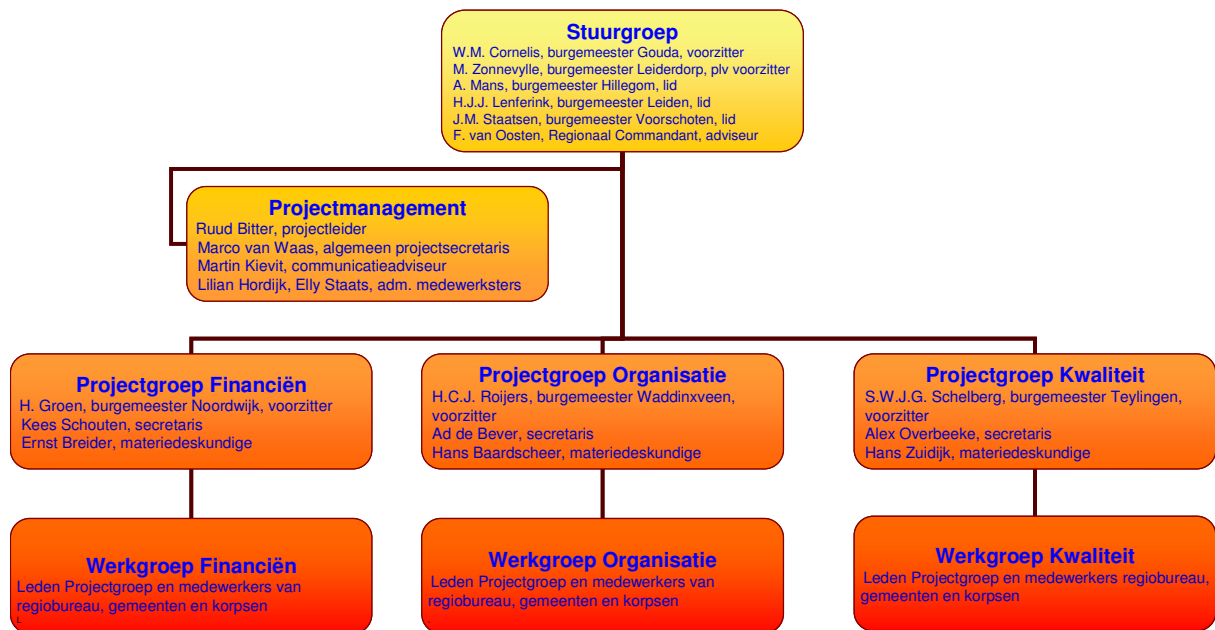 Stuurgroep
W.M. Cornelis, burgemeester Gouda, voorzitter
M. Zonnevylle, burgemeester Leiderdorp, plv voorzitter
A. Mans, burgemeester Hillegom, lid
H.J.J. Lenferink, burgemeester Leiden, lid
J.M. Staatsen, burgemeester Voorschoten, lid
F. van Oosten, Regionaal Commandant, adviseur
Projectmanagement
Ruud Bitter, projectleider
Marco van Waas, algemeen projectsecretaris
Martin Kievit, communicatieadviseur
Lilian Hordijk, Elly Staats, adm. medewerksters
Projectgroep Financiën
H. Groen, burgemeester Noordwijk, voorzitter
Kees Schouten, secretaris
Ernst Breider, materiedeskundige
Projectgroep Organisatie
H.C.J. Roijers, burgemeester Waddinxveen,
voorzitter
Ad de Bever, secretaris
Hans Baardscheer, materiedeskundige
Projectgroep Kwaliteit
S.W.J.G. Schelberg, burgemeester Teylingen,
voorzitter
Alex Overbeeke, secretaris
Hans Zuidijk, materiedeskundige
Werkgroep Financiën
Leden Projectgroep en medewerkers van
regiobureau, gemeenten en korpsen
L
Werkgroep Organisatie
Leden Projectgroep en medewerkers van
regiobureau, gemeenten en korpsen
Werkgroep Kwaliteit
Leden Projectgroep en medewerkers regiobureau,
gemeenten en korpsen